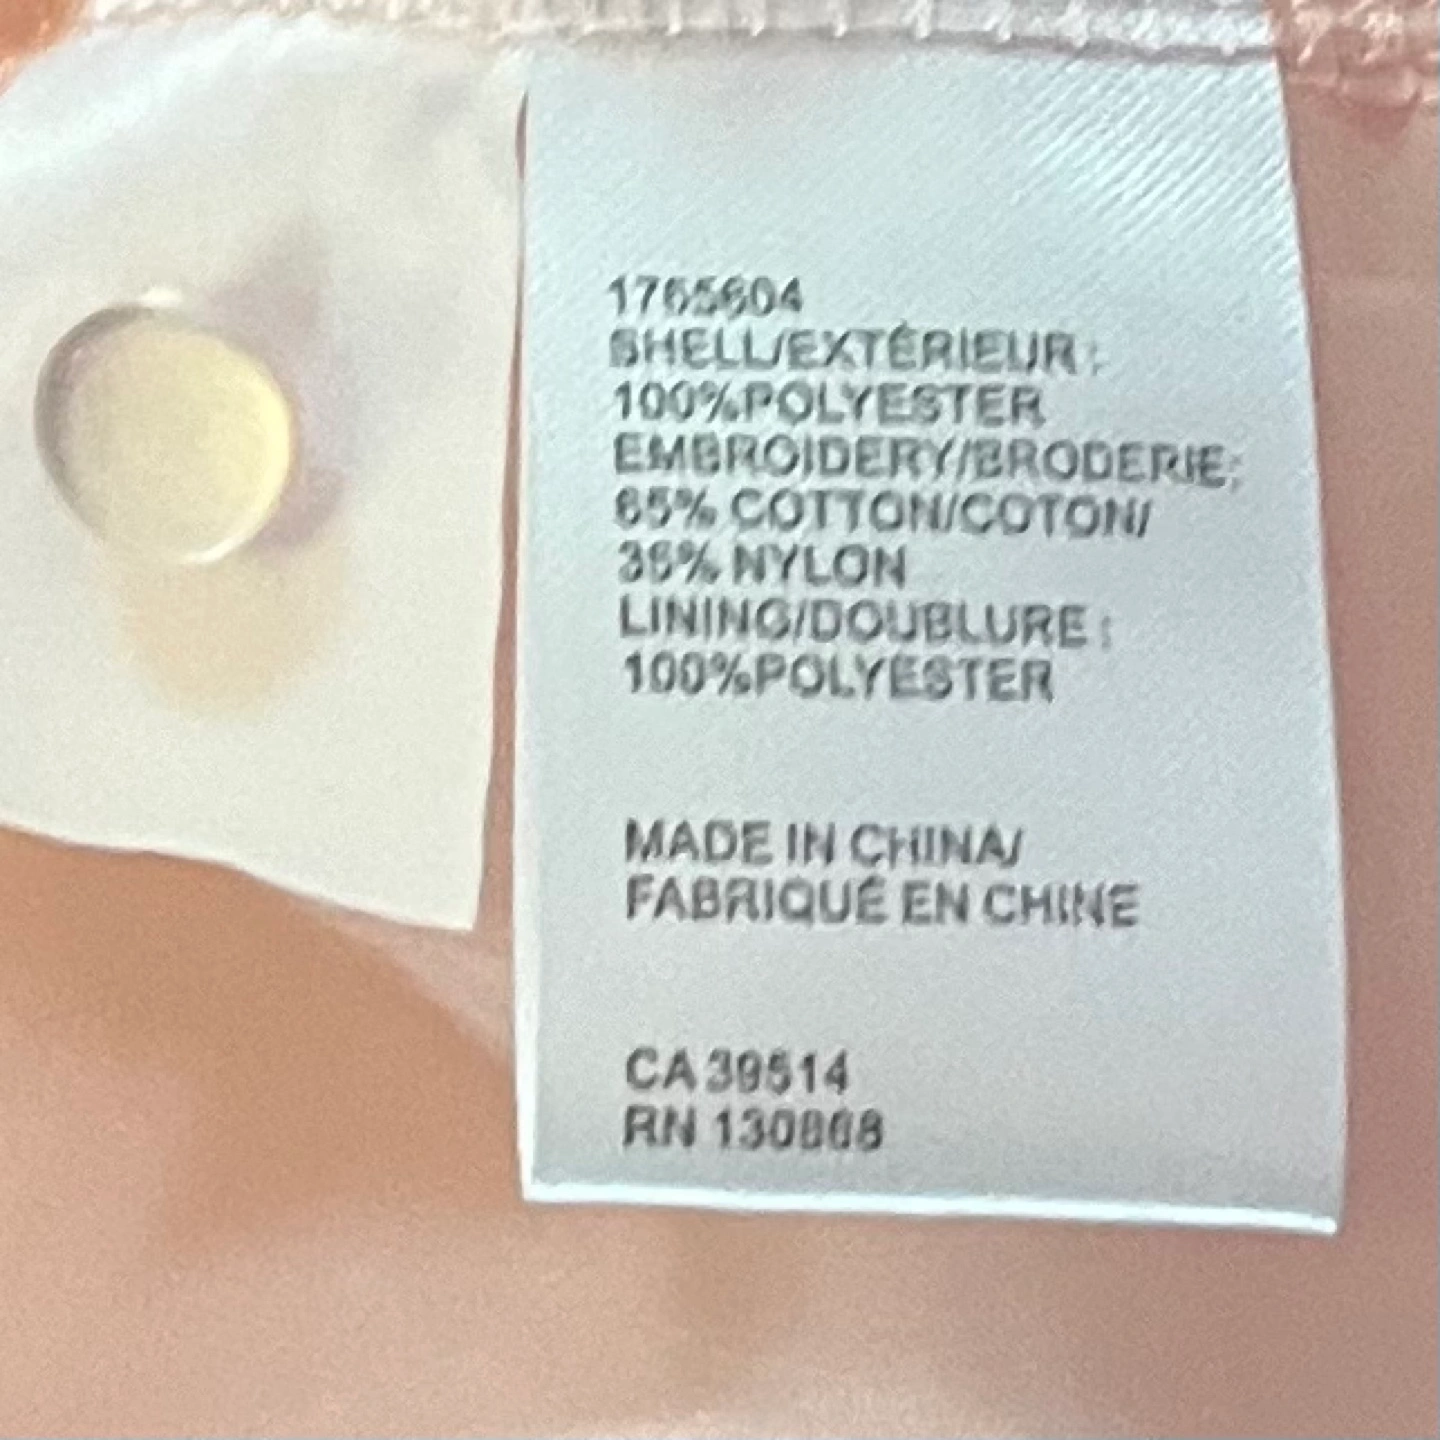 1765604
SHELL/EXTÉRIEUR :
100%POLYESTER
EMBROIDERY/BRODERIE:
65% COTTON/COTON/
35% NYLON
LINING/DOUBLURE :
100%POLYESTER
MADE IN CHINA/
FABRIQUÉ EN CHINE
CA 39514
RN 130868